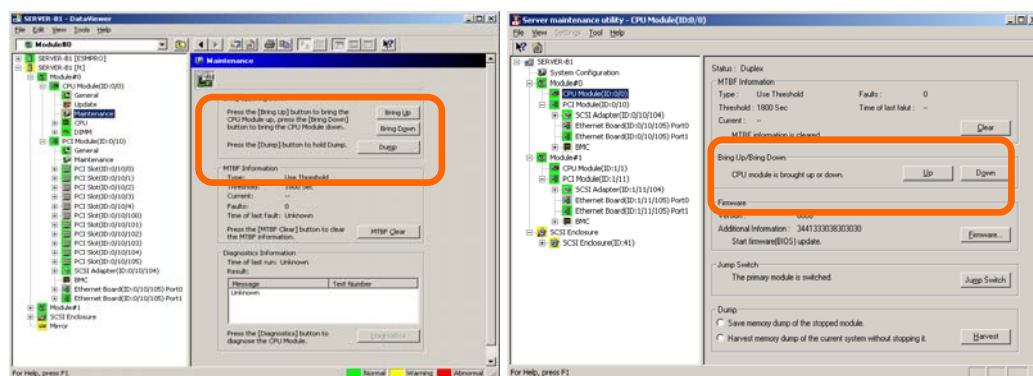 SERVER-B1 - DataViewer
File Edit View Tools Help
Module#0
SERVER-B1 [ESMPRO]
SERVER-B1 [ft]
Module#0
CPU Module(ID:0/0)
General
Update
Maintenance
CPU
DIMM
PCI Module(ID:0/10)
General
Maintenance
PCI Slot(ID:0/10/0)
PCI Slot(ID:0/10/1)
PCI Slot(ID:0/10/2)
PCI Slot(ID:0/10/3)
PCI Slot(ID:0/10/4)
PCI Slot(ID:0/10/100)
PCI Slot(ID:0/10/101)
PCI Slot(ID:0/10/102)
PCI Slot(ID:0/10/103)
PCI Slot(ID:0/10/104)
PCI Slot(ID:0/10/105)
SCSI Adapter(ID:0/10/104)
BMC
Ethernet Board(ID:0/10/105) Port0
Ethernet Board(ID:0/10/105) Port1
Module#1
SCSI Enclosure
Mirror
Maintenance
Press the [Bring Up] button to bring the
CPU Module up, press the [Bring Down]
button to bring the CPU Module down.
Bring Up
Bring Down
Press the [Dump] button to hold Dump.
Dump
MTBF Information
Type: Use Threshold
Threshold: 1800 Sec
Current: --
Faults: 0
Time of last fault: Unknown
Press the [MTBF Clear] button to clear
the MTBF information.
MTBF Clear
Diagnostics Information
Time of last run: Unknown
Result:
Message Test Number
Unknown
Press the [Diagnostics] button to
diagnose the CPU Module.
Diagnostics
For Help, press F1
Normal Warning Abnormal
Server maintenance utility - CPU Module(ID:0/0)
File View Settings Tool Help
SERVER-B1
System Configuration
Module#0
CPU Module(ID:0/0)
PCI Module(ID:0/10)
SCSI Adapter(ID:0/10/104)
Ethernet Board(ID:0/10/105) Port0
Ethernet Board(ID:0/10/105) Port1
BMC
Module#1
CPU Module(ID:1/1)
PCI Module(ID:1/11)
SCSI Adapter(ID:1/11/104)
Ethernet Board(ID:1/11/105) Port0
Ethernet Board(ID:1/11/105) Port1
BMC
SCSI Enclosure
SCSI Enclosure(ID:41)
Status : Duplex
MTBF Information
Type : Use Threshold Faults : 0
Threshold : 1800 Sec Time of last falut : --
Current : --
MTBF information is cleared.
Clear
Bring Up/Bring Down
CPU module is brought up or down.
Up
Down
Firmware
Version :
Additional Information : 3441333038303030
Start firmware(BIOS) update.
Firmware...
Jump Switch
The primary module is switched.
Jump Switch
Dump
Save memory dump of the stopped module.
Harvest memory dump of the current system without stopping it.
Harvest
For Help, press F1